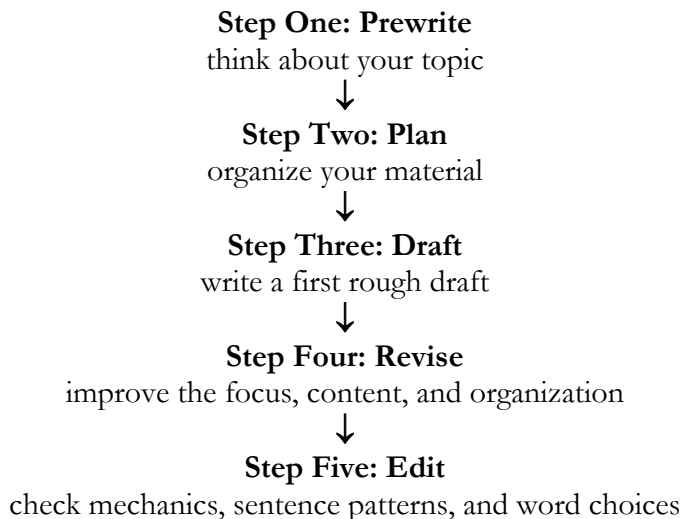 Step One: Prewrite
think about your topic
↓
Step Two: Plan
organize your material
↓
Step Three: Draft
write a first rough draft
↓
Step Four: Revise
improve the focus, content, and organization
↓
Step Five: Edit
check mechanics, sentence patterns, and word choices